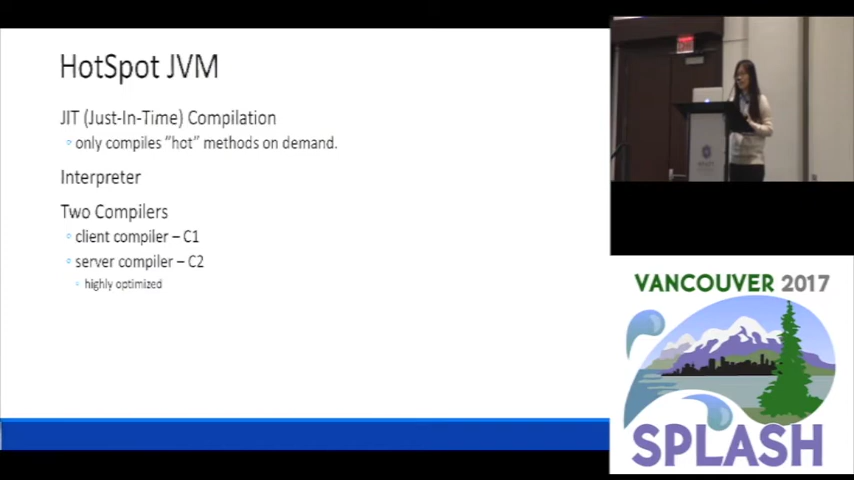 HotSpot JVM
JIT (Just-In-Time) Compilation
only compiles "hot" methods on demand.
Interpreter
Two Compilers
client compiler – C1
server compiler – C2
highly optimized
VANCOUVER 2017
SPLASH